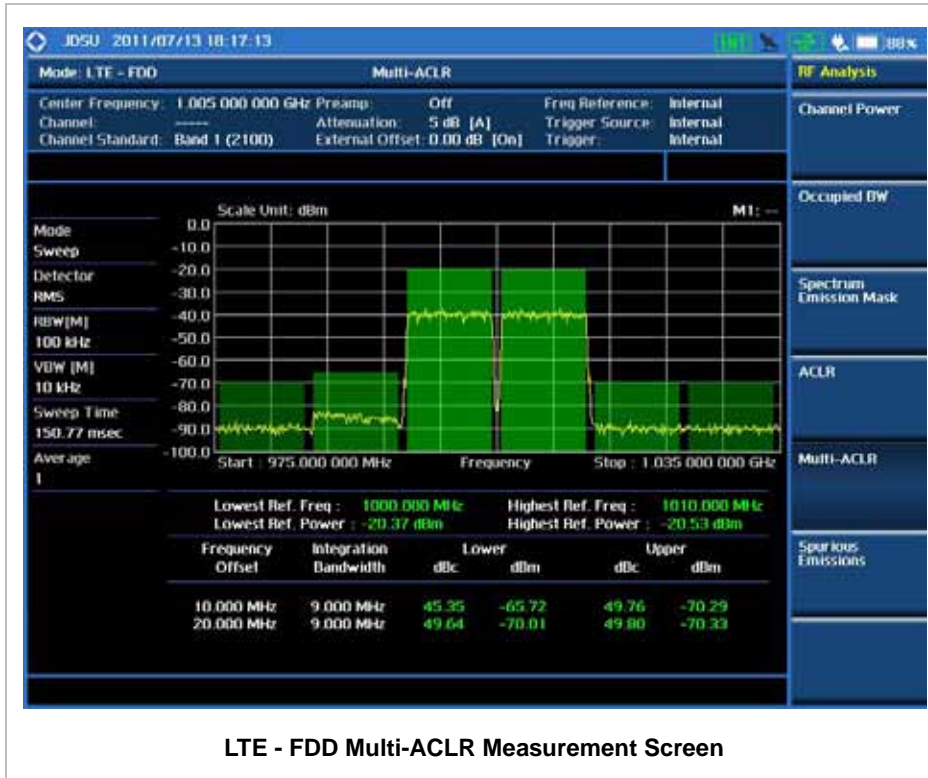 JDSU 2011/07/13 18:17:13
88%
Mode: LTE - FDD
Multi-ACLR
RF Analysis
Center Frequency: 1.005 000 000 GHz Preamp: Off Freq Reference: Internal
Channel: ----- Attenuation: 5 dB [A] Trigger Source: Internal
Channel Standard: Band 1 (2100) External Offset: 0.00 dB [On] Trigger: Internal
Channel Power
Occupied BW
Spectrum
Emission Mask
ACLR
Multi-ACLR
Spurious
Emissions
Scale Unit: dBm
M1: --
Mode
Sweep
Detector
RMS
RBW[M]
100 kHz
VBW [M]
10 kHz
Sweep Time
150.77 msec
Average
1
0.0
-10.0
-20.0
-30.0
-40.0
-50.0
-60.0
-70.0
-80.0
-90.0
-100.0
Start : 975.000 000 MHz Frequency Stop : 1.035 000 000 GHz
Lowest Ref. Freq : 1000.000 MHz Highest Ref. Freq : 1010.000 MHz
Lowest Ref. Power : -20.37 dBm Highest Ref. Power : -20.53 dBm
Frequency Integration Lower Upper
Offset Bandwidth dBc dBm dBc dBm
10.000 MHz 9.000 MHz 45.35 -65.72 49.76 -70.29
20.000 MHz 9.000 MHz 49.64 -70.01 49.80 -70.33
LTE - FDD Multi-ACLR Measurement Screen